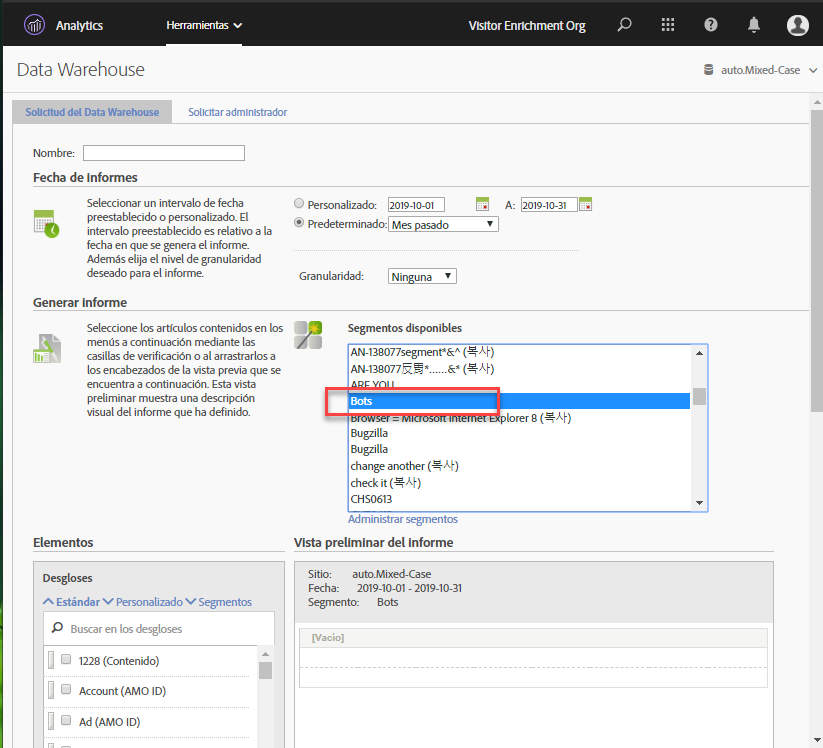 Analytics
Herramientas
Visitor Enrichment Org
Data Warehouse
auto.Mixed-Case
Solicitud del Data Warehouse
Solicitar administrador
Nombre:
Fecha de informes
Seleccionar un intervalo de fecha
preestablecido o personalizado. El
intervalo preestablecido es relativo a la
fecha en que se genera el informe.
Además elija el nivel de granularidad
deseado para el informe.
Personalizado: 2019-10-01 A: 2019-10-31
Predeterminado: Mes pasado
Granularidad: Ninguna
Generar informe
Seleccione los artículos contenidos en los
menús a continuación mediante las
casillas de verificación o al arrastrarlos a
los encabezados de la vista previa que se
encuentra a continuación. Esta vista
preliminar muestra una descripción
visual del informe que ha definido.
Segmentos disponibles
AN-138077segment*&^ (복사)
AN-138077反馬*......&* (복사)
ARE YOU
Bots
Browser = Microsoft Internet Explorer 8 (복사)
Bugzilla
Bugzilla
change another (복사)
check it (복사)
CHS0613
Administrar segmentos
Elementos
Desgloses
Estándar Personalizado Segmentos
Buscar en los desgloses
1228 (Contenido)
Account (AMO ID)
Ad (AMO ID)
Vista preliminar del informe
Sitio: auto.Mixed-Case
Fecha: 2019-10-01 - 2019-10-31
Segmento: Bots
[Vacio]